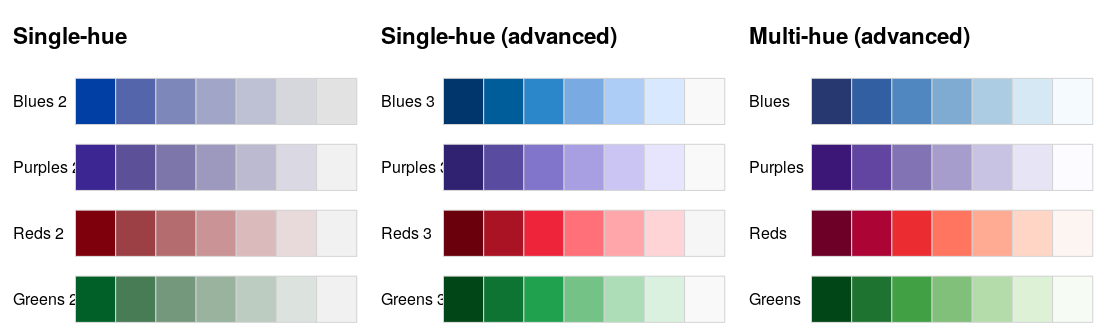 Single-hue
Single-hue (advanced)
Multi-hue (advanced)
Blues 2
Blues 3
Blues
Purples 2
Purples 3
Purples
Reds 2
Reds 3
Reds
Greens 2
Greens 3
Greens